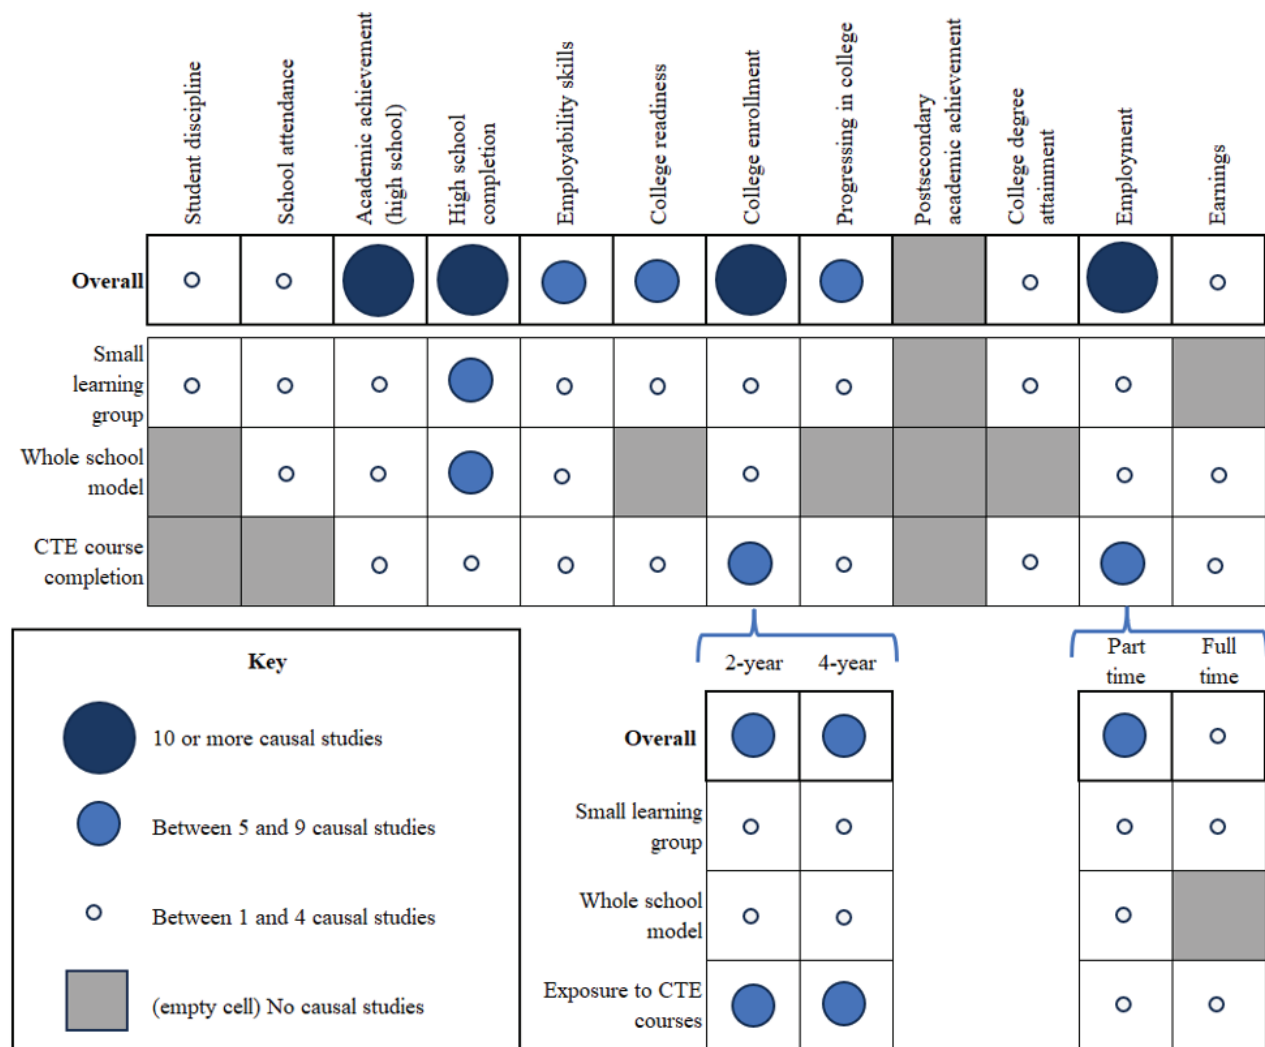 Student discipline
School attendance
Academic achievement
(high school)
High school
completion
Employability skills
College readiness
College enrollment
Progressing in college
Postsecondary
academic achievement
College degree
attainment
Employment
Earnings
Overall
Small
learning
group
Whole school
model
CTE course
completion
Key
10 or more causal studies
Between 5 and 9 causal studies
Between 1 and 4 causal studies
(empty cell) No causal studies
2-year
4-year
Part
time
Full
time
Overall
Small learning
group
Whole school
model
Exposure to CTE
courses